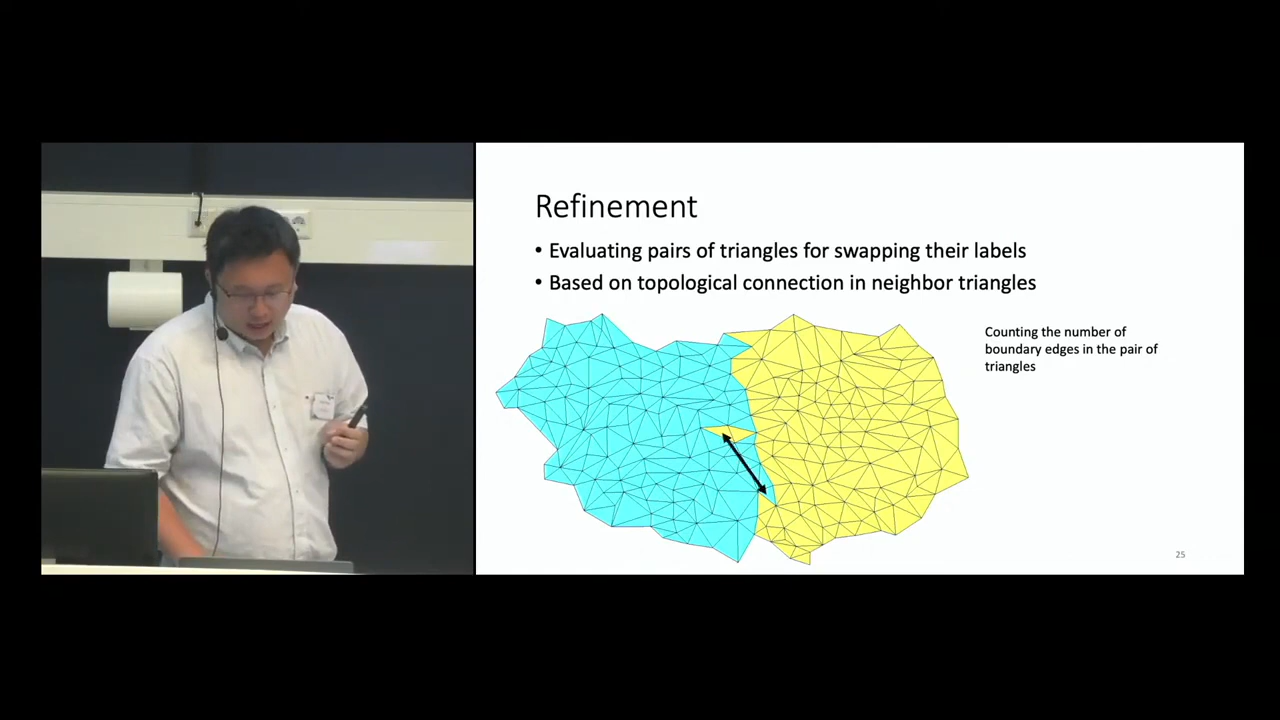 Refinement
• Evaluating pairs of triangles for swapping their labels
• Based on topological connection in neighbor triangles
Counting the number of
boundary edges in the pair of
triangles
25